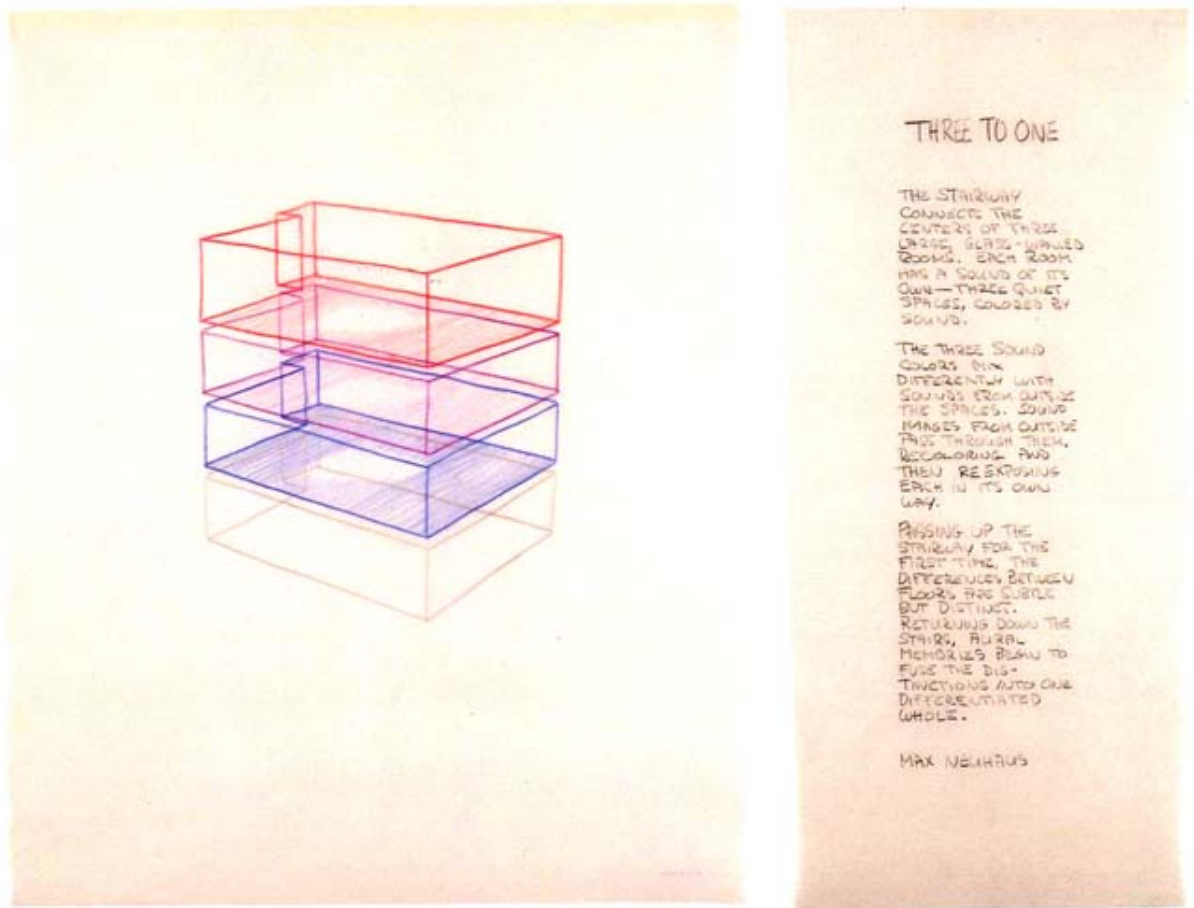 THREE TO ONE
THE STAIRWAY
CONNECTS THE
CENTERS OF THREE
LARGE, GLASS-WALLED
ROOMS. EACH ROOM
HAS A SOUND OF ITS
OWN—THREE QUIET
SPACES, COLORED BY
SOUND.
THE THREE SOUND
COLORS MIX
DIFFERENTLY WITH
SOUNDS FROM OUTSIDE
THE SPACES. SOUND
IMAGES FROM OUTSIDE
PASS THROUGH THEM,
RECOLORING AND
THEN REEXPOSING
EACH IN ITS OWN
WAY.
PASSING UP THE
STAIRWAY FOR THE
FIRST TIME, THE
DIFFERENCES BETWEEN
FLOORS ARE SUBTLE
BUT DISTINCT.
RETURNING DOWN THE
STAIRS, AURAL
MEMORIES BEGIN TO
FUSE THE DIS-
TINCTIONS INTO ONE
DIFFERENTIATED
WHOLE.
MAX NEUHAUS